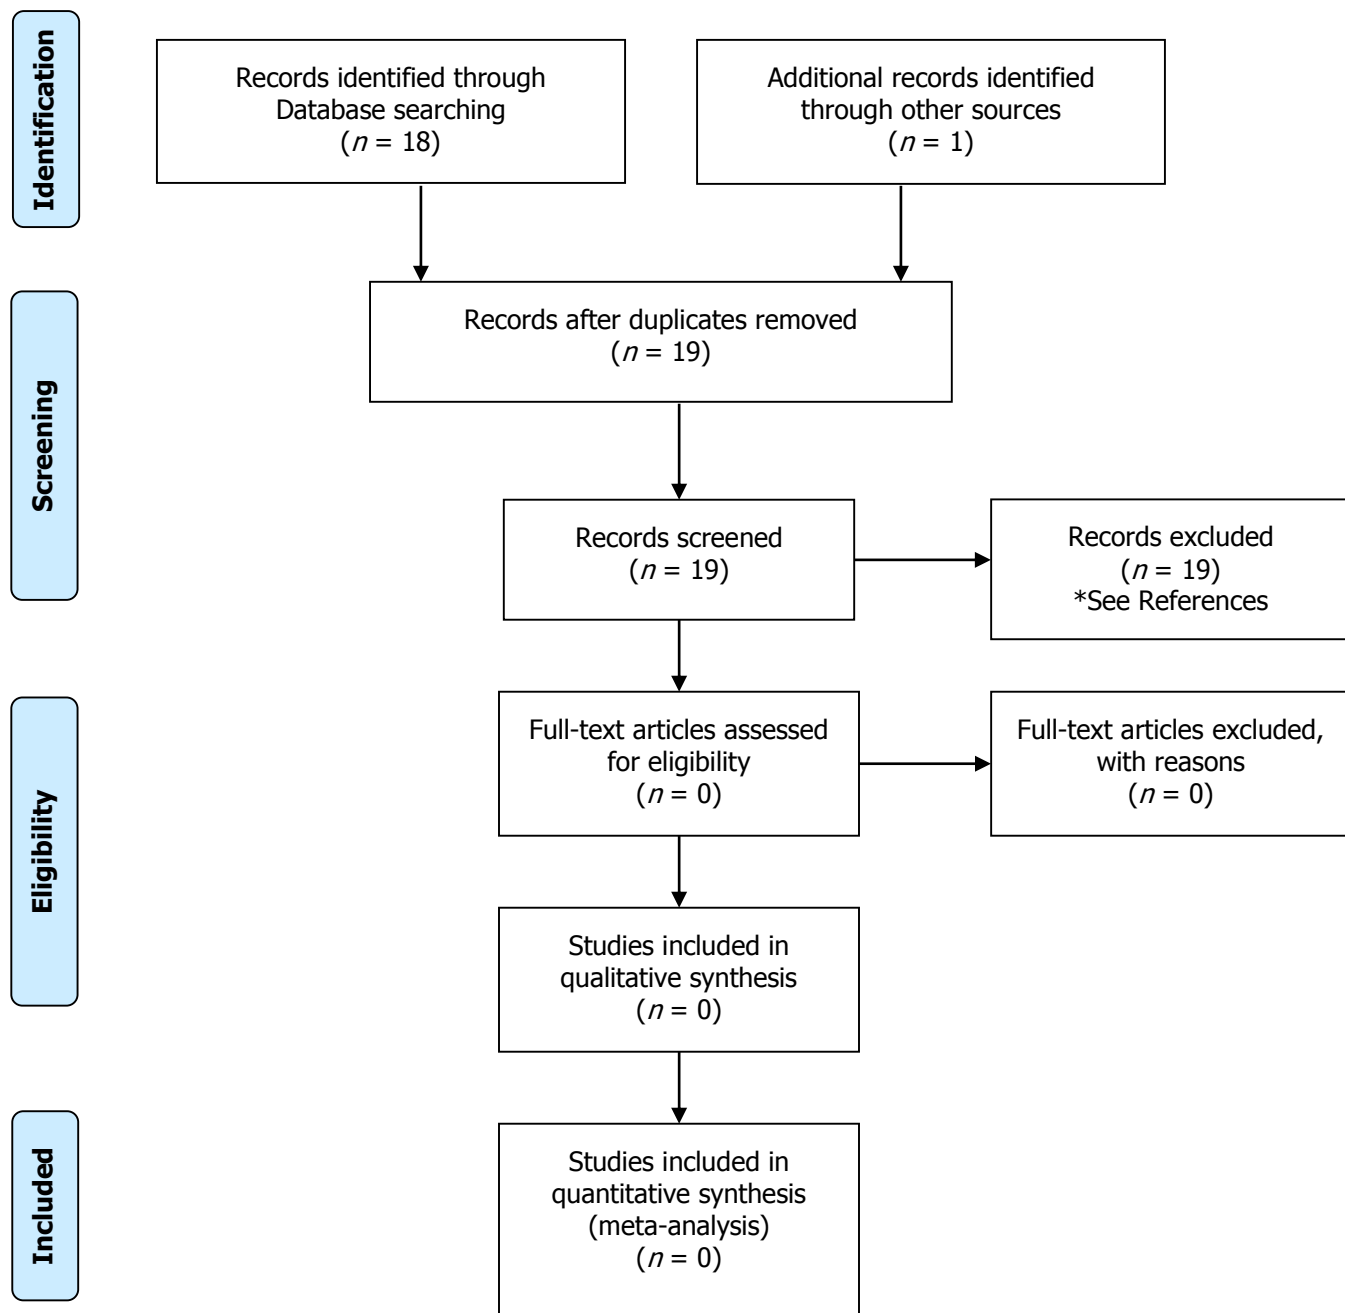 Identification
Records identified through
Database searching
(n = 18)
Additional records identified
through other sources
(n = 1)
Screening
Records after duplicates removed
(n = 19)
Records screened
(n = 19)
Records excluded
(n = 19)
*See References
Eligibility
Full-text articles assessed
for eligibility
(n = 0)
Full-text articles excluded,
with reasons
(n = 0)
Studies included in
qualitative synthesis
(n = 0)
Included
Studies included in
quantitative synthesis
(meta-analysis)
(n = 0)